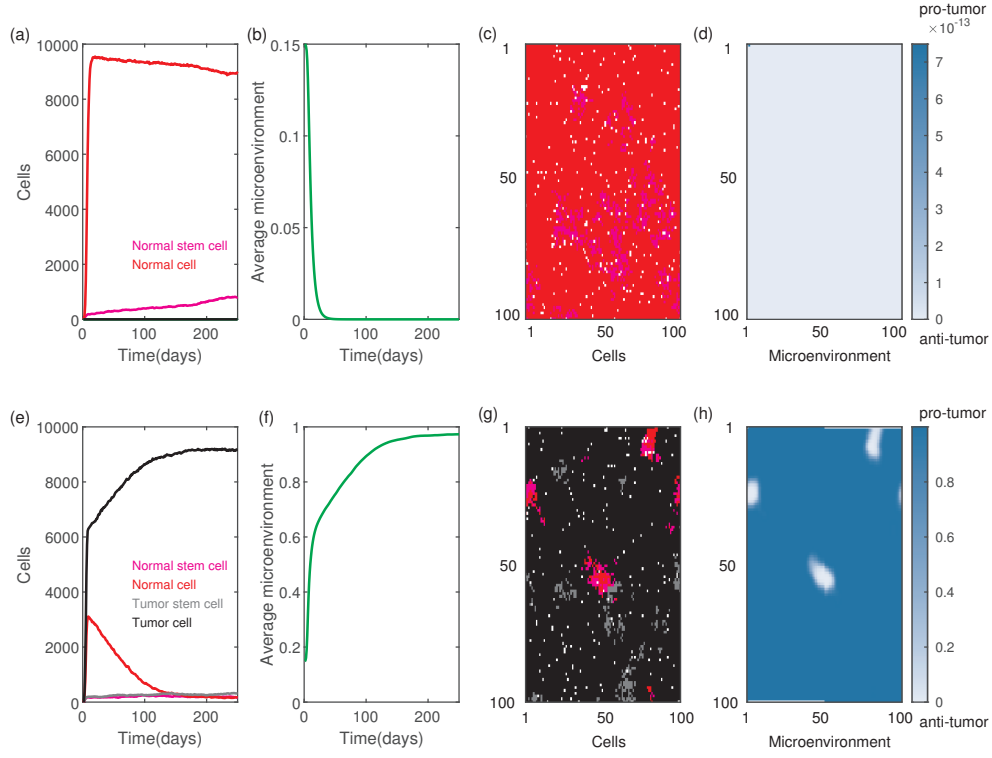 (a)
10000
8000
6000
4000
2000
0
Cells
Normal stem cell
Normal cell
0
100
200
Time(days)
(b)
0.15
0.1
0.05
0
Average microenvironment
0
100
200
Time(days)
(c)
1
50
100
1
50
100
Cells
(d)
1
50
100
1
50
100
Microenvironment
pro-tumor
×10-13
7
6
5
4
3
2
1
0
anti-tumor
(e)
10000
8000
6000
4000
2000
0
Cells
Normal stem cell
Normal cell
Tumor stem cell
Tumor cell
0
100
200
Time(days)
(f)
1
0.8
0.6
0.4
0.2
0
Average microenvironment
0
100
200
Time(days)
(g)
1
50
100
1
50
100
Cells
(h)
1
50
100
1
50
100
Microenvironment
pro-tumor
0.8
0.6
0.4
0.2
0
anti-tumor